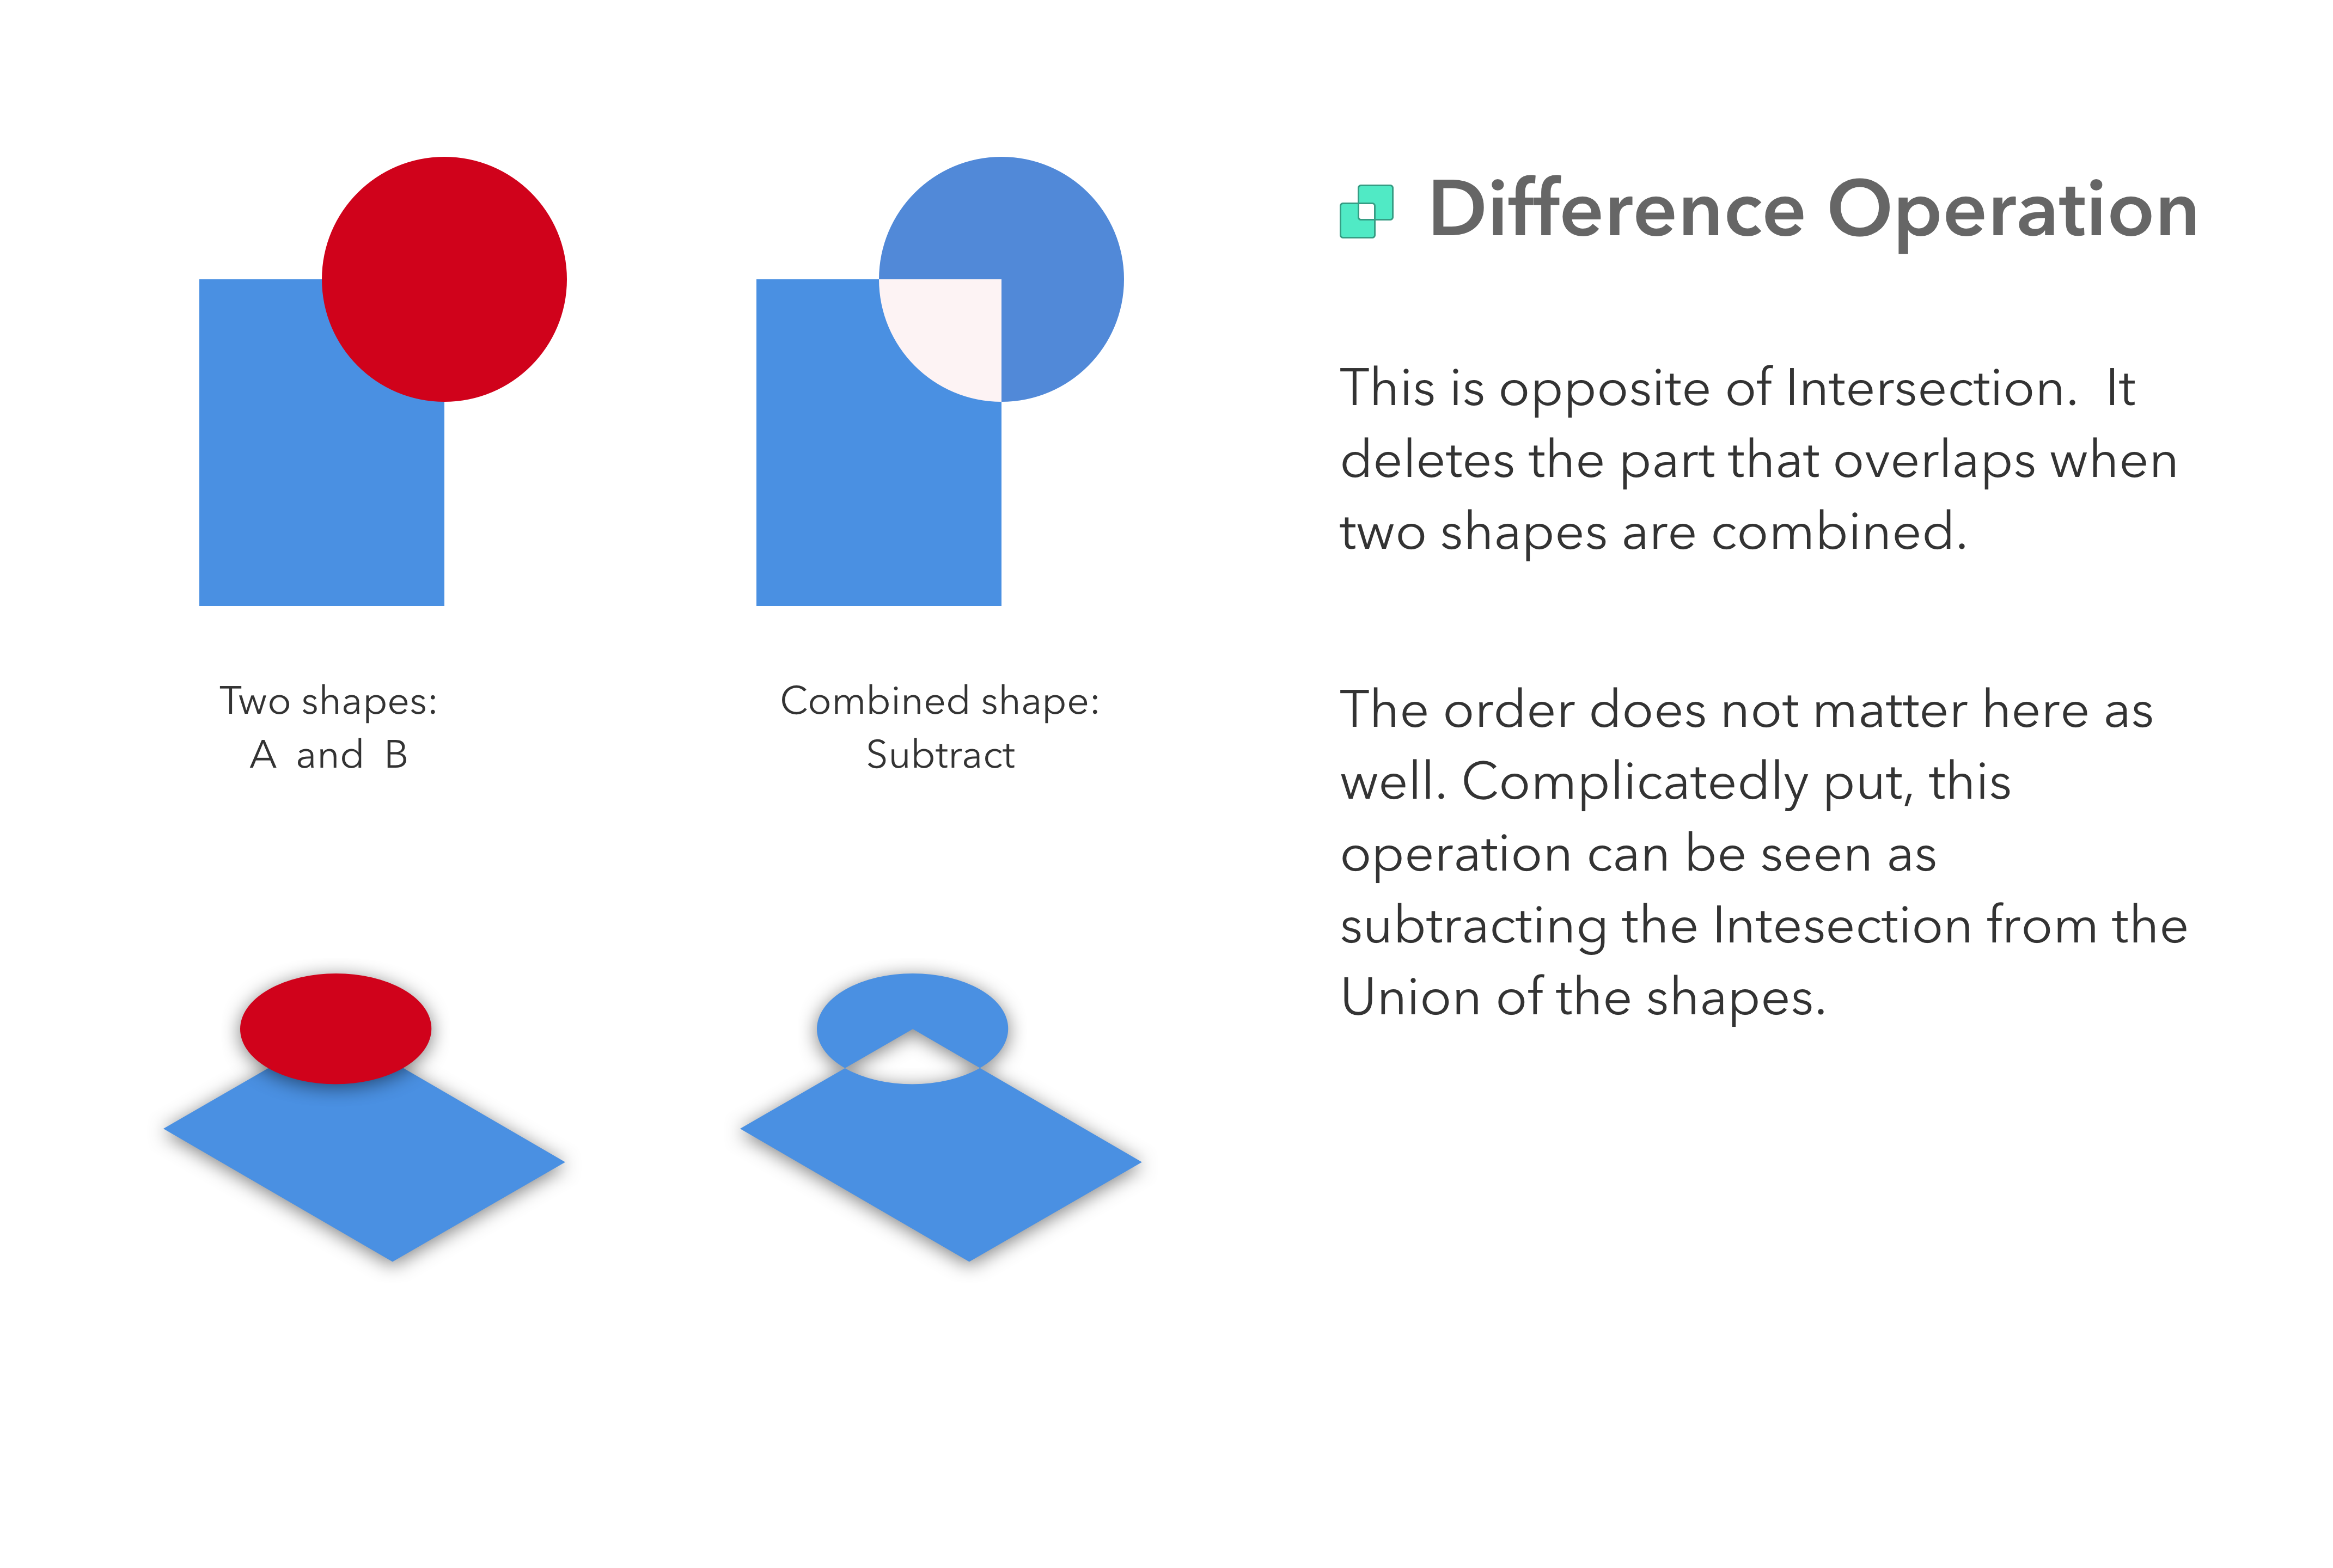 Difference Operation
This is opposite of Intersection.  It
deletes the part that overlaps when
two shapes are combined.
The order does not matter here as
well. Complicatedly put, this
operation can be seen as
subtracting the Intesection from the
Union of the shapes.
Two shapes:
A  and  B
Combined shape:
Subtract